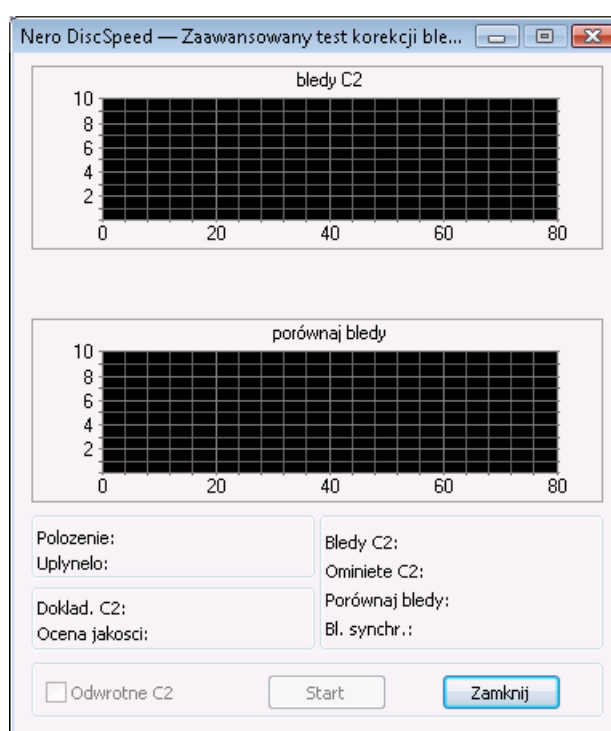 Nero DiscSpeed — Zaawansowany test korekcji ble...
bledy C2
10
8
6
4
2
0 20 40 60 80
porównaj bledy
10
8
6
4
2
0 20 40 60 80
Polozenie:
Uplynelo:
Doklad. C2:
Ocena jakosci:
Bledy C2:
Ominiete C2:
Porównaj bledy:
Bl. synchr.:
Odwrotne C2
Start
Zamknij